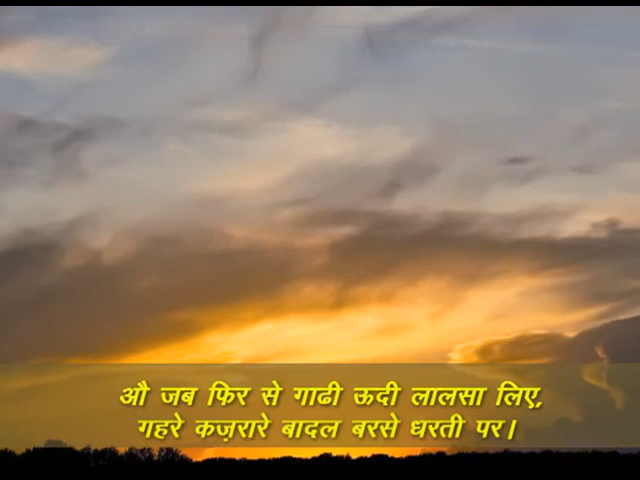 औ जब फिर से गाढी ऊदी लालसा लिए,
गहरे कज़रारे बादल बरसे धरती पर।